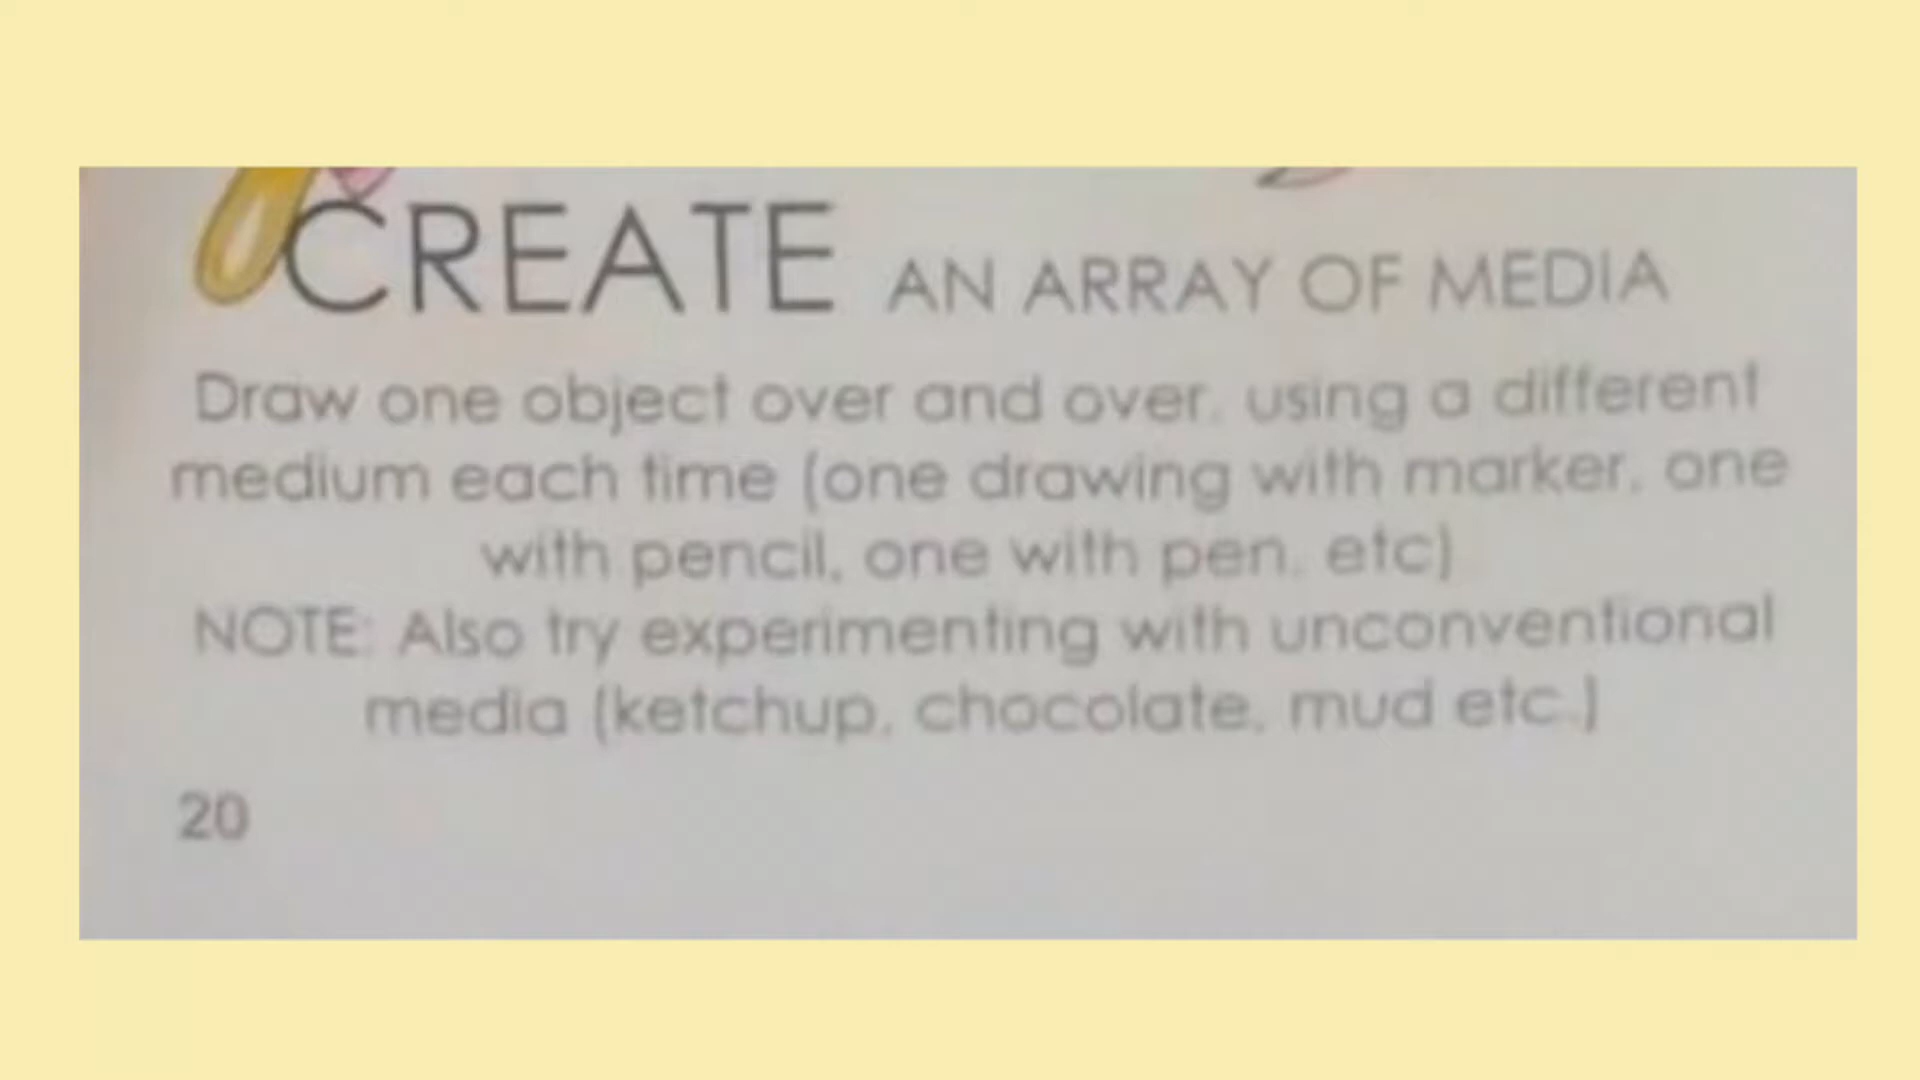 CREATE AN ARRAY OF MEDIA
Draw one object over and over, using a different
medium each time (one drawing with marker, one
with pencil, one with pen, etc)
NOTE: Also try experimenting with unconventional
media (ketchup, chocolate, mud etc.)
20